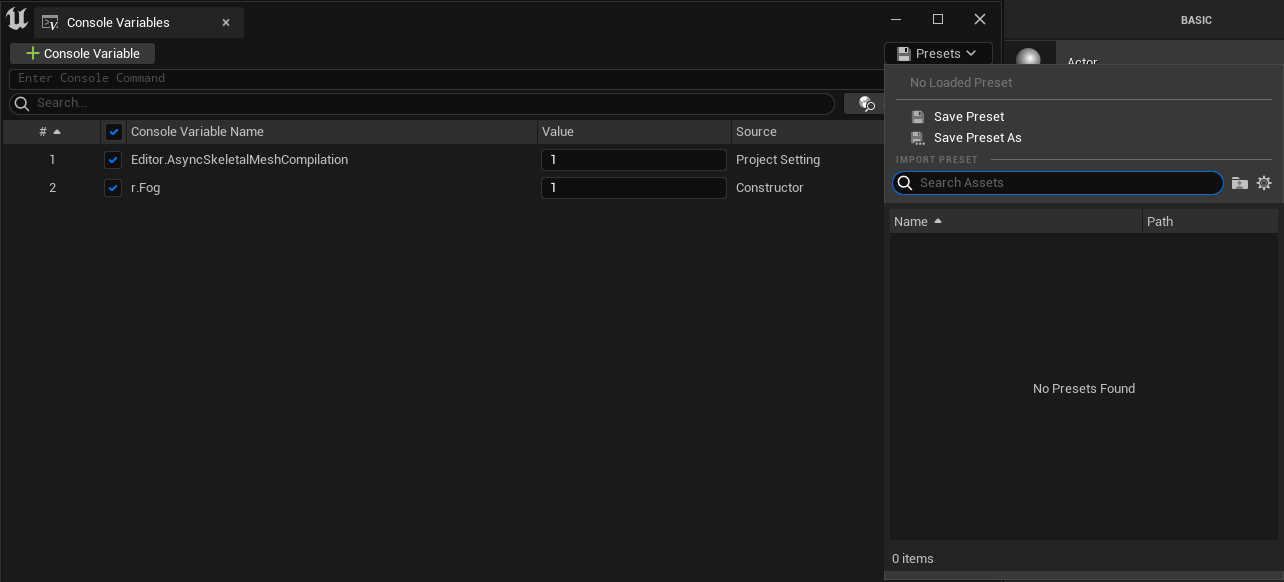 Console Variables
BASIC
Console Variable
Presets
Actor
Enter Console Command
No Loaded Preset
Search...
Save Preset
# Console Variable Name Value Source
Save Preset As
1 Editor.AsyncSkeletalMeshCompilation 1 Project Setting
IMPORT PRESET
2 r.Fog 1 Constructor
Search Assets
Name Path
No Presets Found
0 items